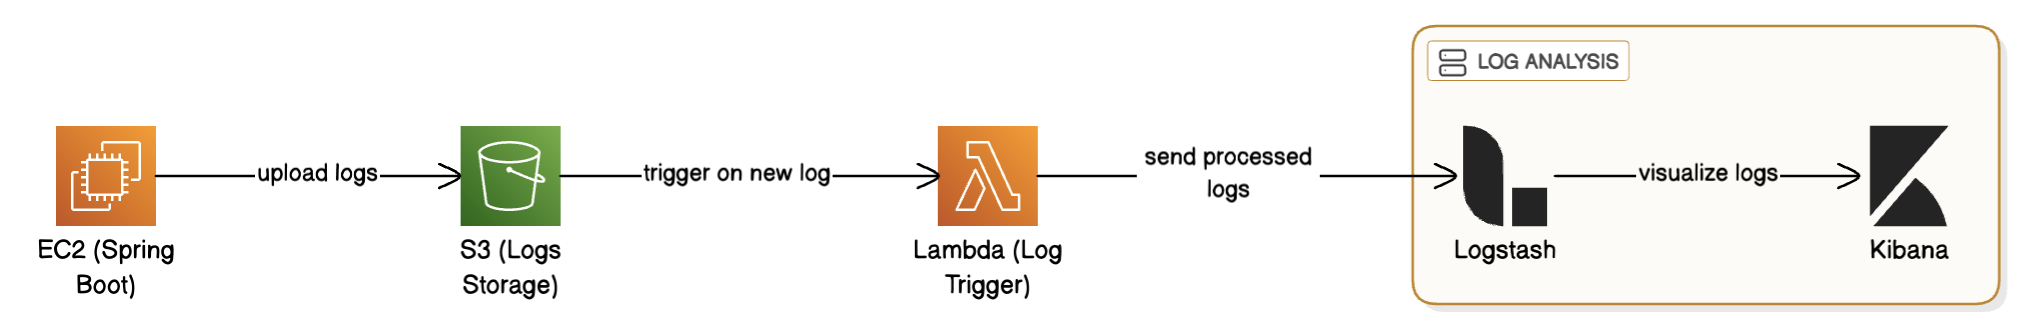 LOG ANALYSIS
upload logs
trigger on new log
send processed
logs
visualize logs
EC2 (Spring
Boot)
S3 (Logs
Storage)
Lambda (Log
Trigger)
Logstash
Kibana